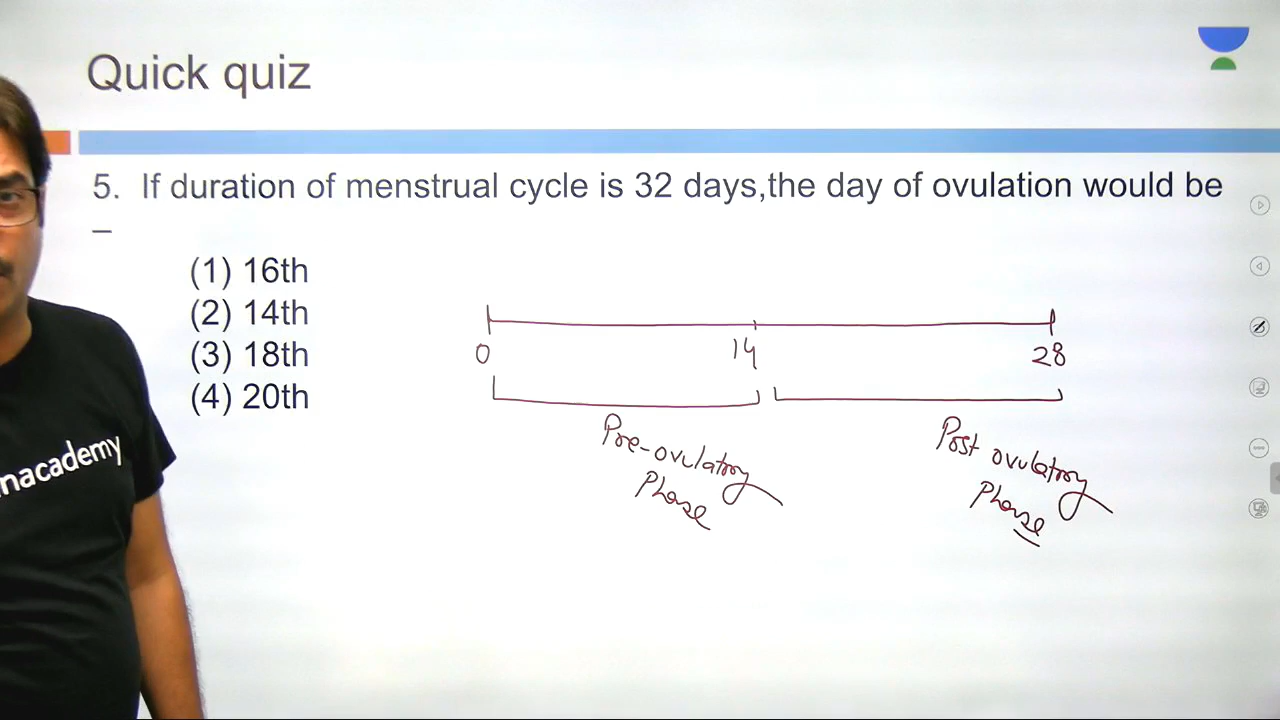 Quick quiz
5. If duration of menstrual cycle is 32 days,the day of ovulation would be
–
(1) 16th
(2) 14th
(3) 18th
(4) 20th
0 14 28
Pre-ovulatory
Phase
Post ovulatory
Phase
nacademy